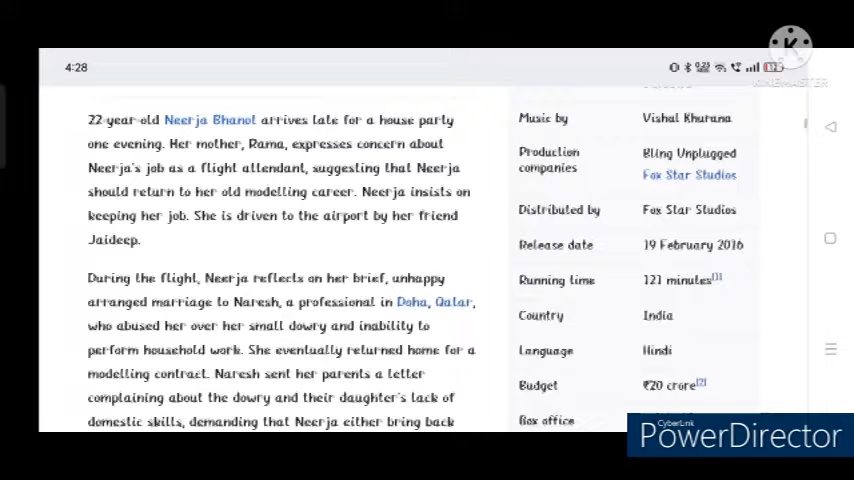 4:28
KINEMASTER
22-year-old Neerja Bhanot arrives late for a house party
one evening. Her mother, Rama, expresses concern about
Neerja's job as a flight attendant, suggesting that Neerja
should return to her old modelling career. Neerja insists on
keeping her job. She is driven to the airport by her friend
Jaideep.
During the flight, Neerja reflects on her brief, unhappy
arranged marriage to Naresh, a professional in Doha, Qatar,
who abused her over her small dowry and inability to
perform household work. She eventually returned home for a
modelling contract. Naresh sent her parents a letter
complaining about the dowry and their daughter's lack of
domestic skills, demanding that Neerja either bring back
Music by Vishal Khurana
Production Bling Unplugged
companies Fox Star Studios
Distributed by Fox Star Studios
Release date 19 February 2016
Running time 121 minutes[1]
Country India
Language Hindi
Budget ₹20 crore[2]
Box office
CyberLink
PowerDirector